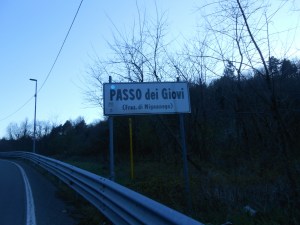 PASSO dei Giovi
(Com. di Mignanego)